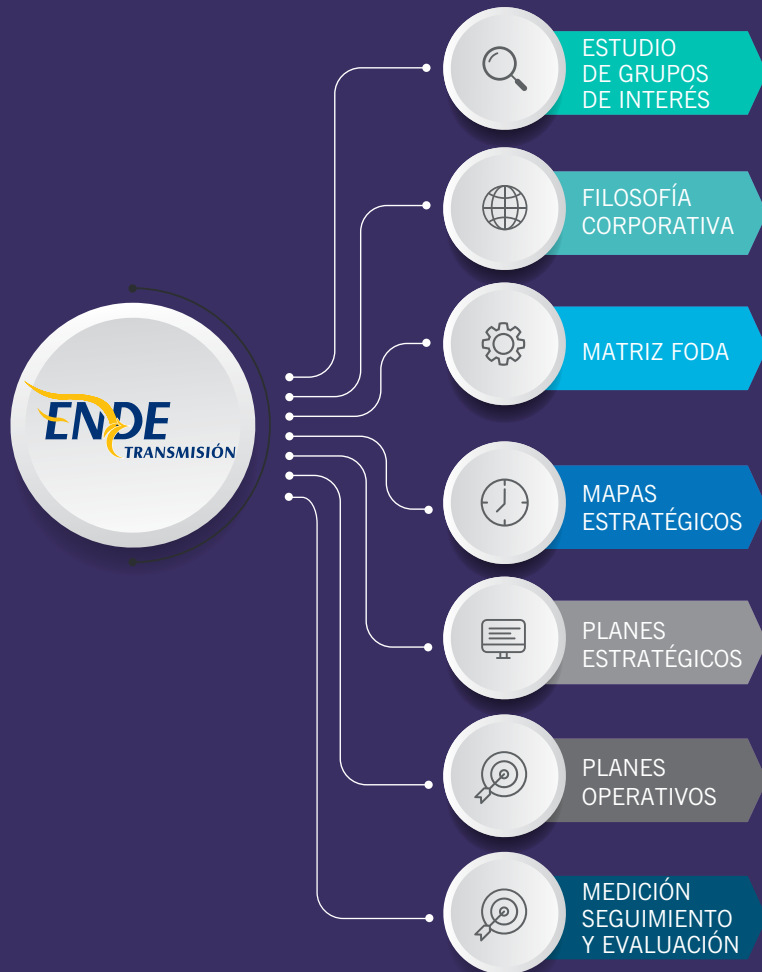 ENDE
TRANSMISIÓN
ESTUDIO
DE GRUPOS
DE INTERÉS
FILOSOFÍA
CORPORATIVA
MATRIZ FODA
MAPAS
ESTRATÉGICOS
PLANES
ESTRATÉGICOS
PLANES
OPERATIVOS
MEDICIÓN
SEGUIMIENTO
Y EVALUACIÓN